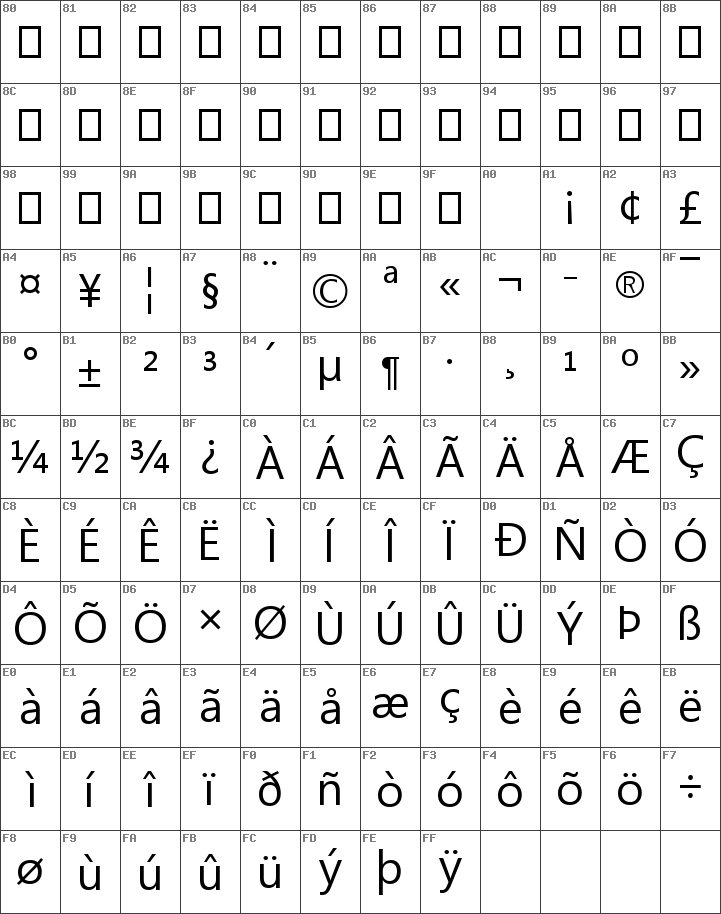 80 81 82 83 84 85 86 87 88 89 8A 8B
8C 8D 8E 8F 90 91 92 93 94 95 96 97
98 99 9A 9B 9C 9D 9E 9F A0 A1 A2 A3
¡ ¢ £
A4 A5 A6 A7 A8 A9 AA AB AC AD AE AF
¤ ¥ ¦ § ¨ © ª « ¬ - ® ¯
B0 B1 B2 B3 B4 B5 B6 B7 B8 B9 BA BB
° ± ² ³ ´ µ ¶ · ¸ ¹ º »
BC BD BE BF C0 C1 C2 C3 C4 C5 C6 C7
¼ ½ ¾ ¿ À Á Â Ã Ä Å Æ Ç
C8 C9 CA CB CC CD CE CF D0 D1 D2 D3
È É Ê Ë Ì Í Î Ï Ð Ñ Ò Ó
D4 D5 D6 D7 D8 D9 DA DB DC DD DE DF
Ô Õ Ö × Ø Ù Ú Û Ü Ý Þ ß
E0 E1 E2 E3 E4 E5 E6 E7 E8 E9 EA EB
à á â ã ä å æ ç è é ê ë
EC ED EE EF F0 F1 F2 F3 F4 F5 F6 F7
ì í î ï ð ñ ò ó ô õ ö ÷
F8 F9 FA FB FC FD FE FF
ø ù ú û ü ý þ ÿ